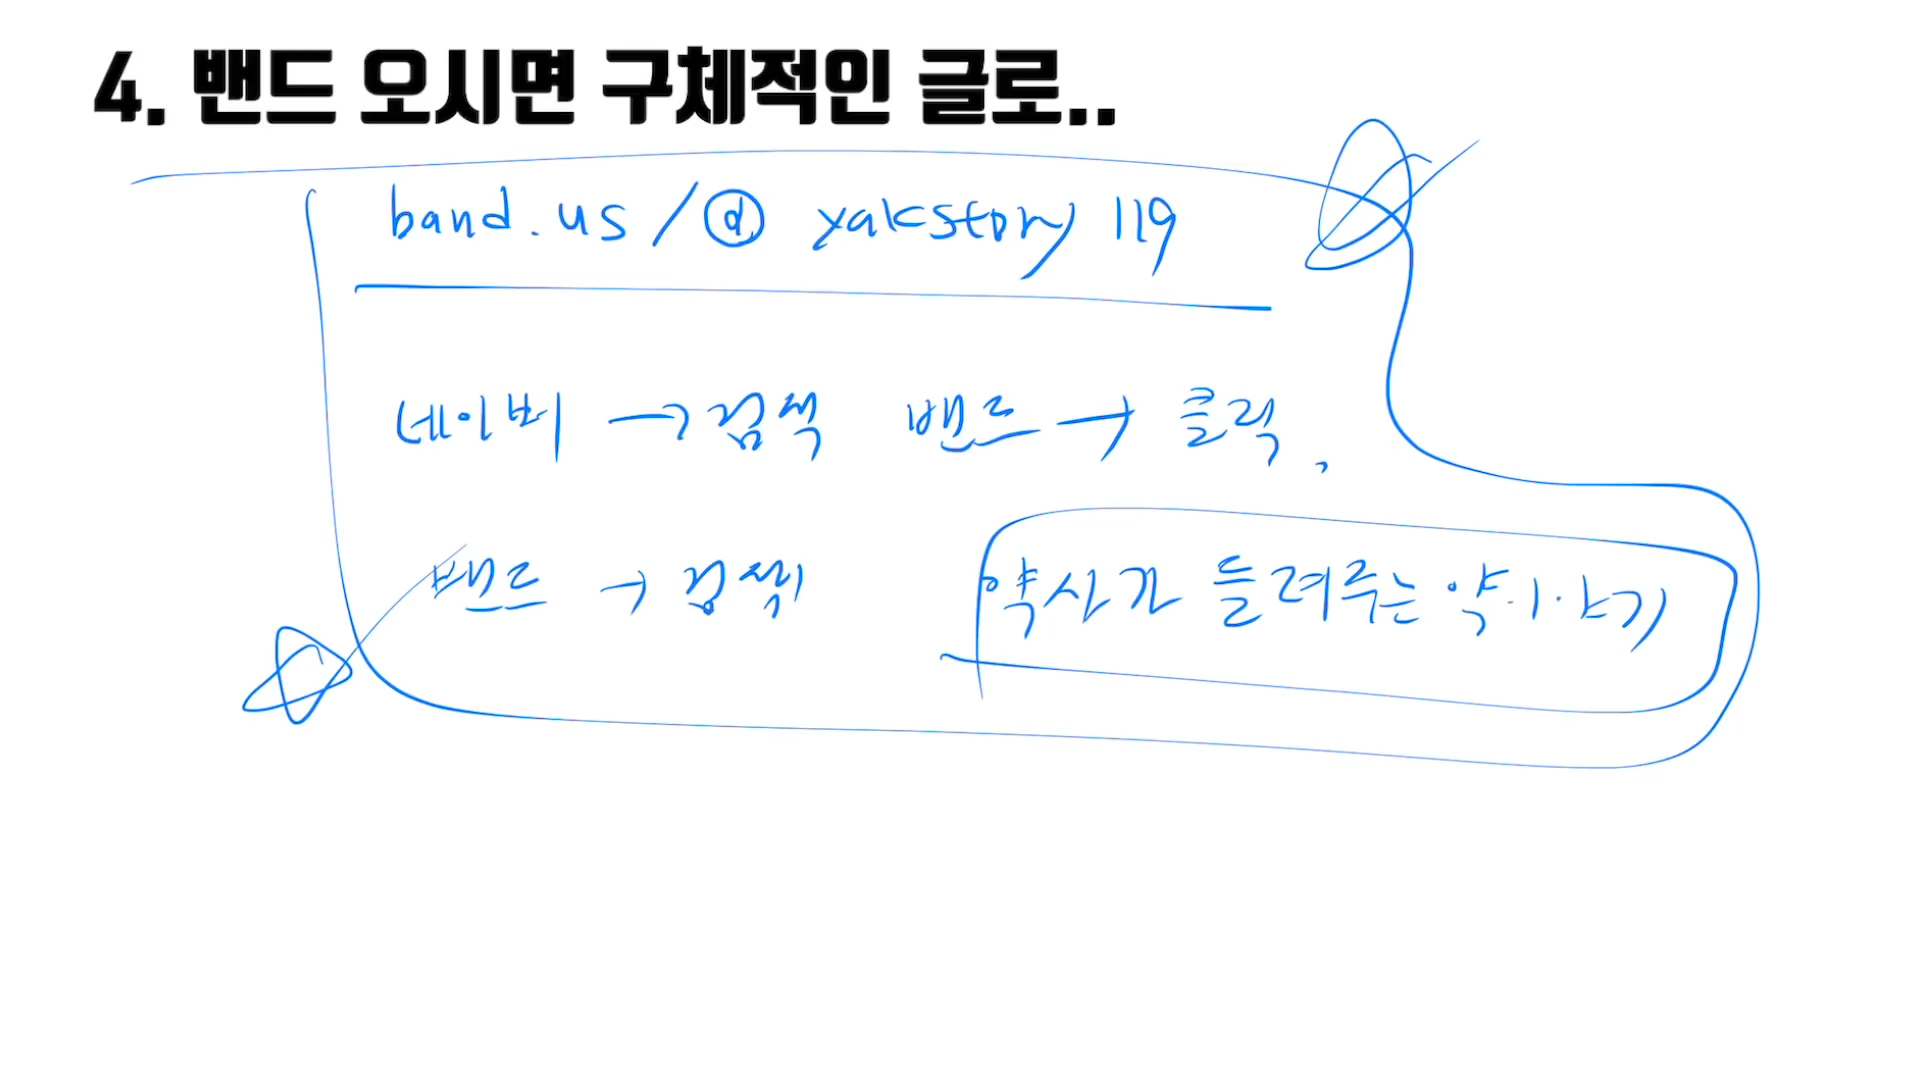 4. 밴드 오시면 구체적인 글로..
band.us/@ yakstory 119
네이버 → 검색 밴드 → 클릭.
밴드 → 검색 약사가 들려주는 약.이.야기